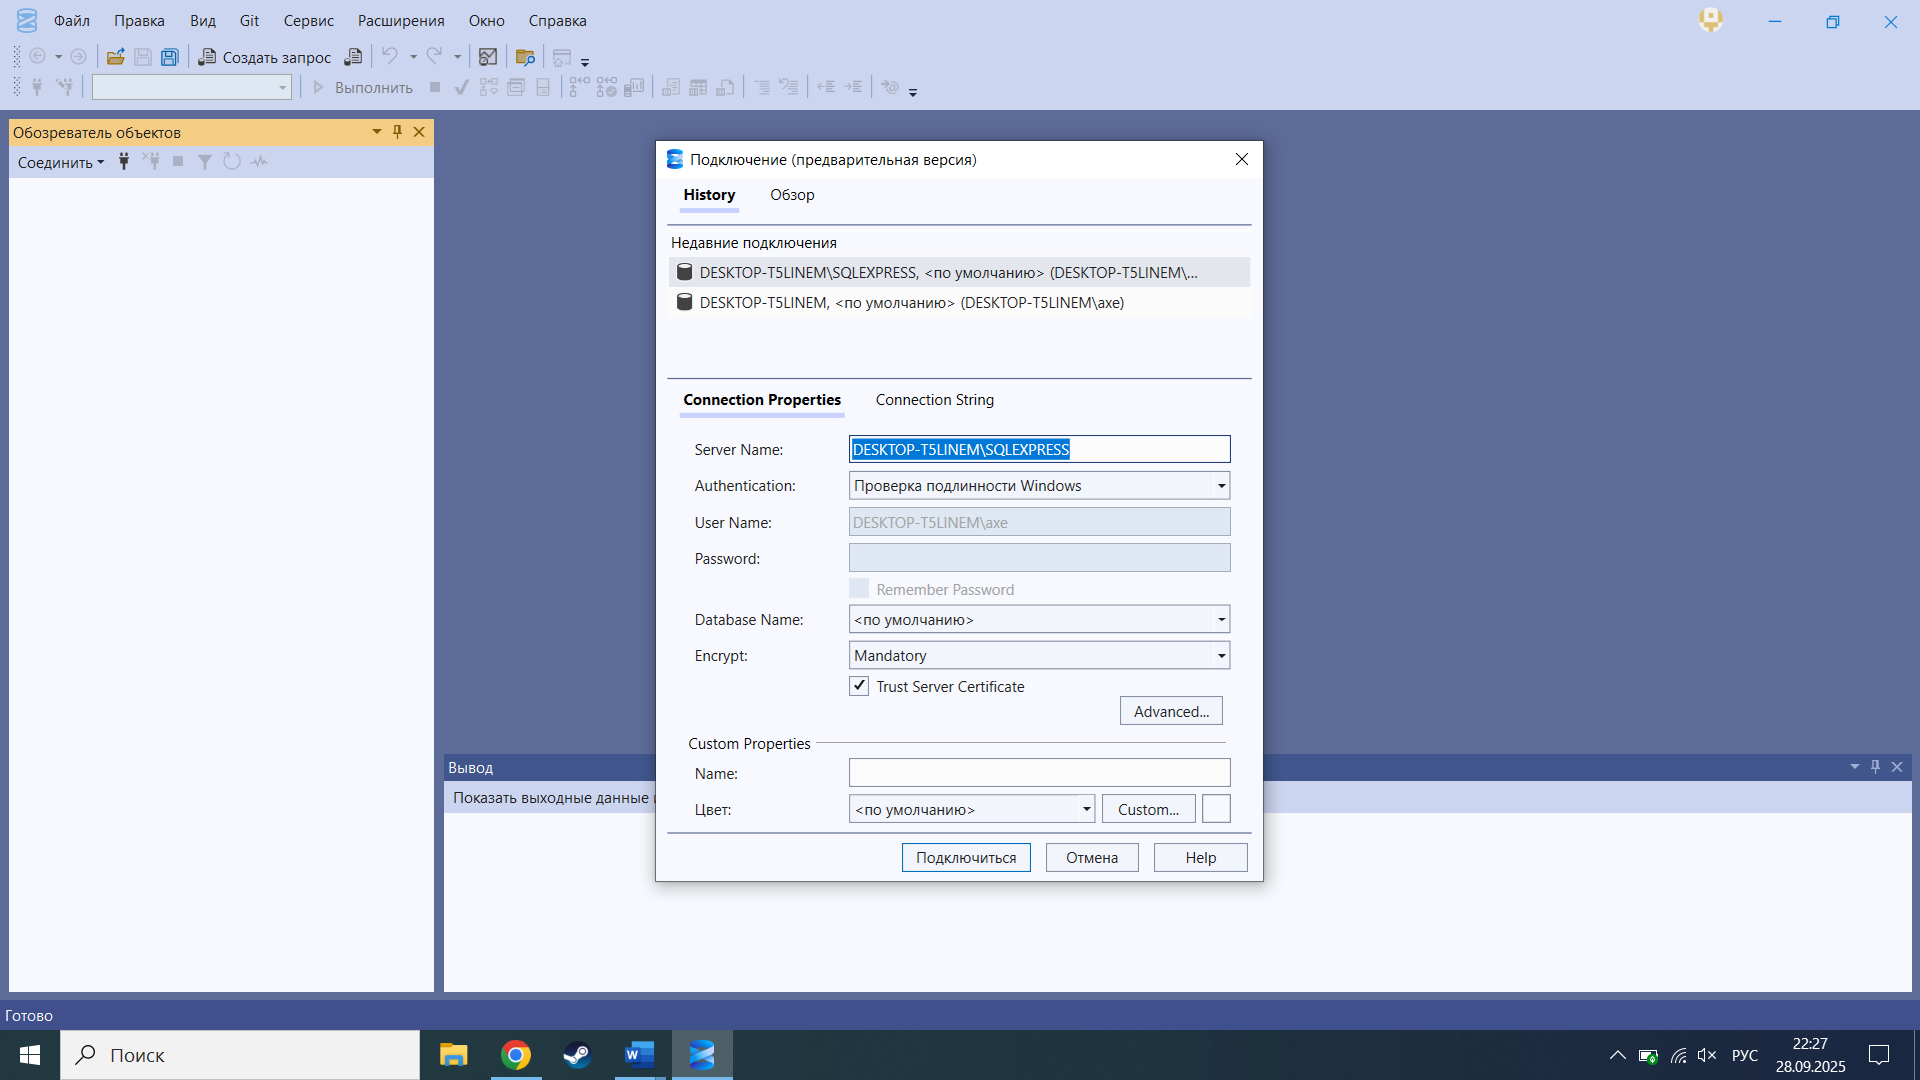 Файл Правка Вид Git Сервис Расширения Окно Справка
Создать запрос
Выполнить
Обозреватель объектов
Соединить
Подключение (предварительная версия)
History Обзор
Недавние подключения
DESKTOP-T5LINEM\SQLEXPRESS, <по умолчанию> (DESKTOP-T5LINEM\...
DESKTOP-T5LINEM, <по умолчанию> (DESKTOP-T5LINEM\axe)
Connection Properties Connection String
Server Name: DESKTOP-T5LINEM\SQLEXPRESS
Authentication: Проверка подлинности Windows
User Name: DESKTOP-T5LINEM\axe
Password:
Remember Password
Database Name: <по умолчанию>
Encrypt: Mandatory
Trust Server Certificate
Advanced...
Custom Properties
Name:
Цвет: <по умолчанию> Custom...
Подключиться Отмена Help
Вывод
Показать выходные данные
Готово
Поиск
РУС
22:27
28.09.2025